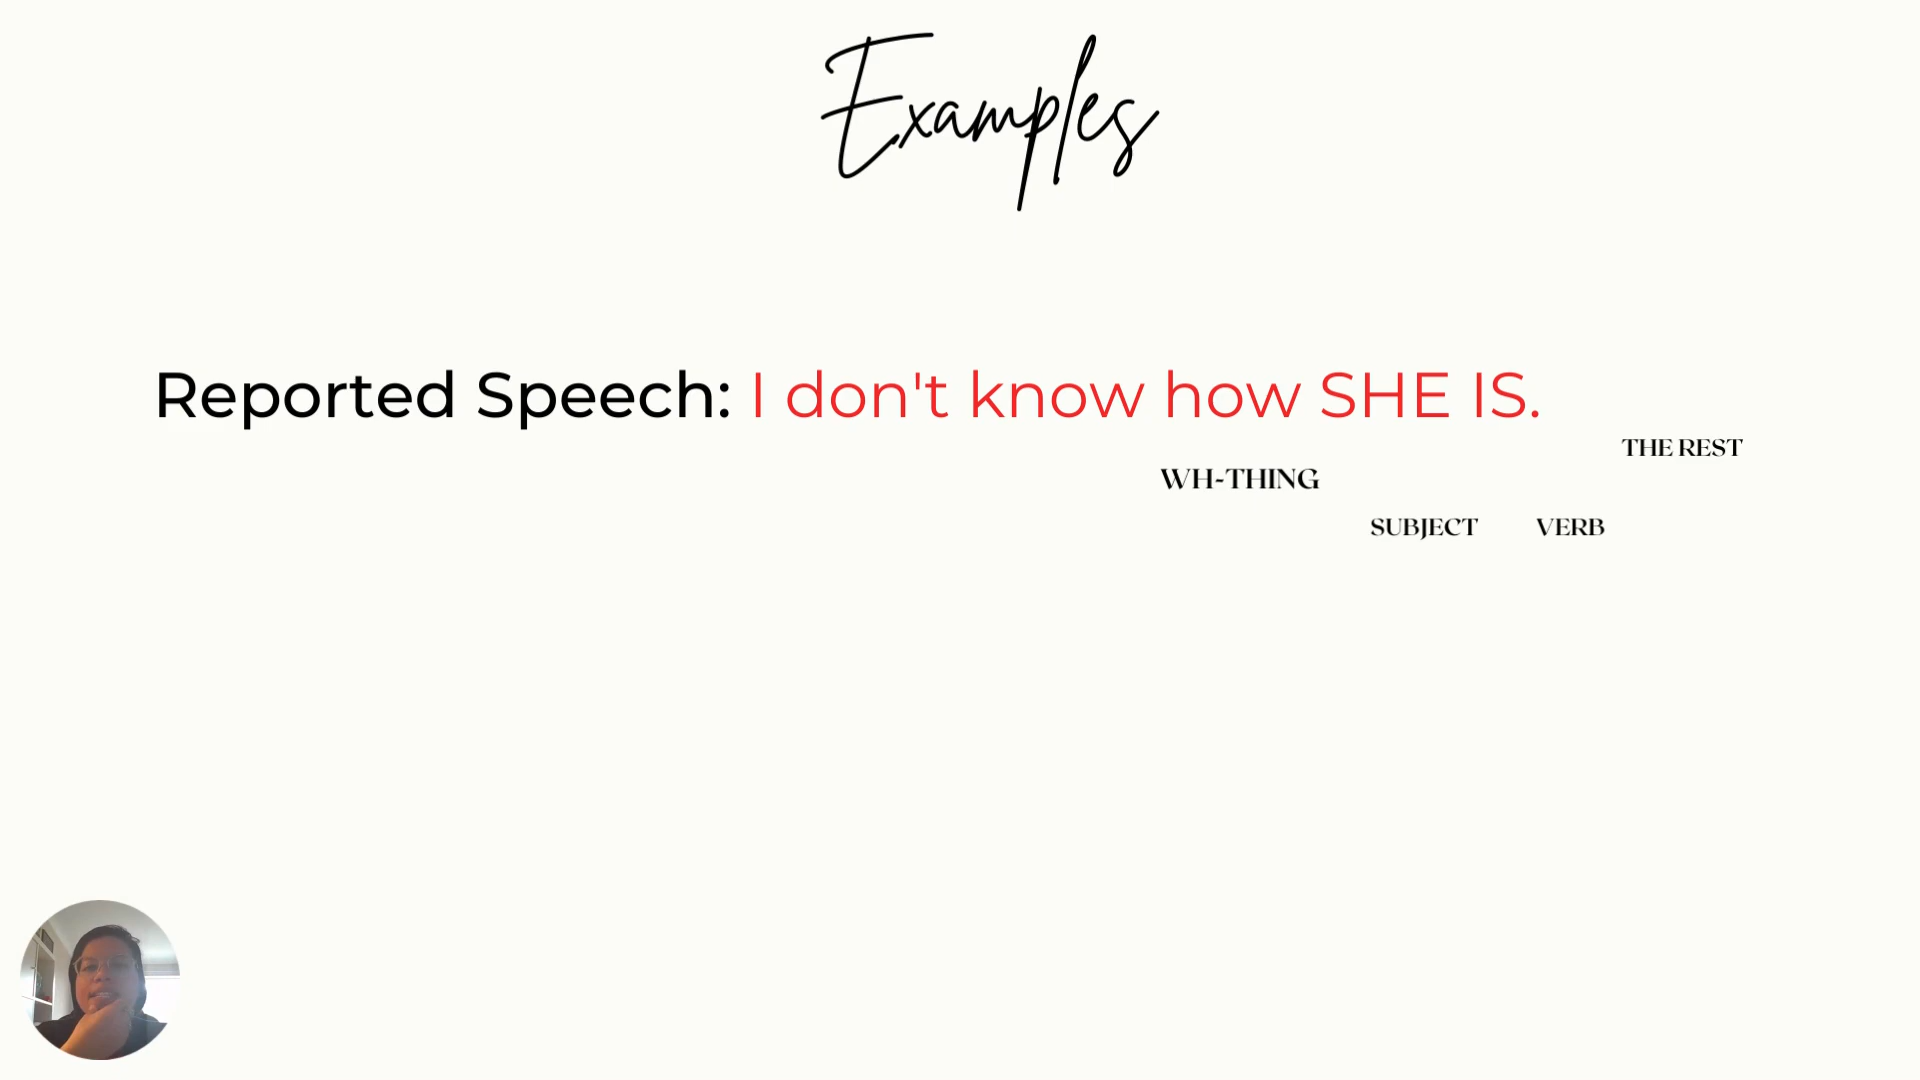 Examples
Reported Speech: I don't know how SHE IS.
THE REST
WH-THING
SUBJECT VERB